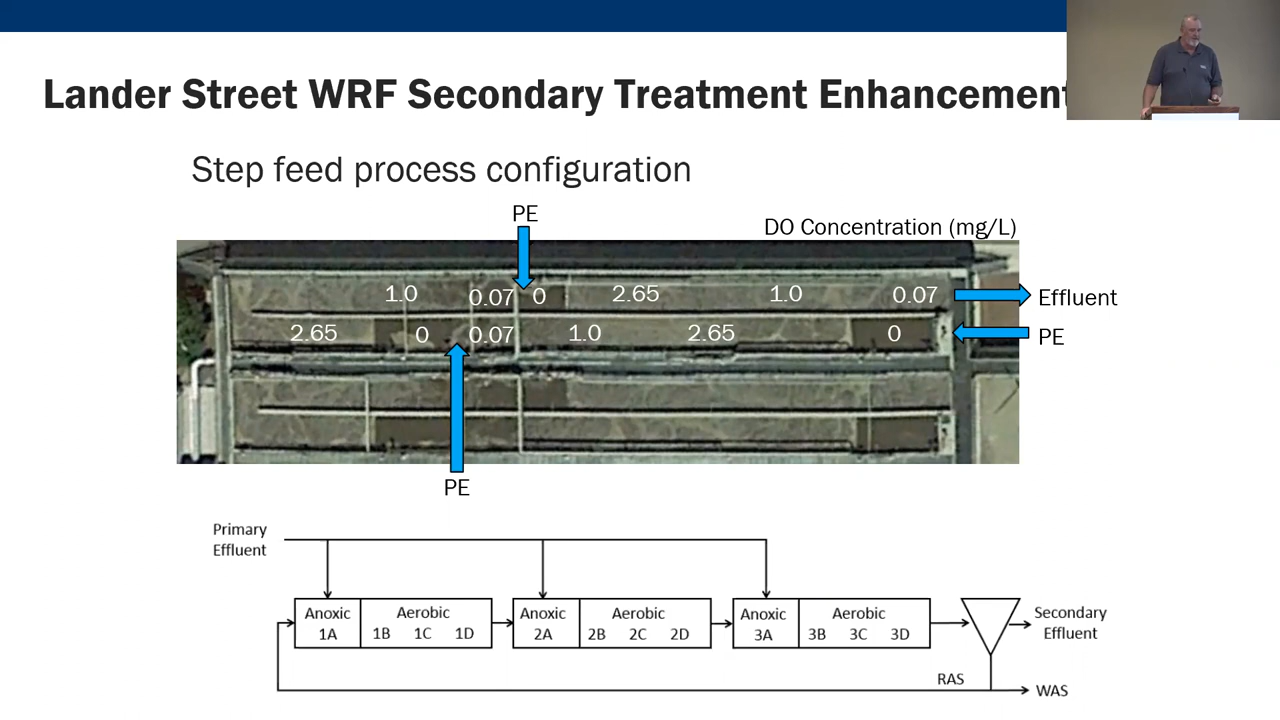 Lander Street WRF Secondary Treatment Enhancement
Step feed process configuration
PE
DO Concentration (mg/L)
1.0 0.07 0 2.65 1.0 0.07
Effluent
2.65 0 0.07 1.0 2.65 0
PE
PE
Primary
Effluent
Anoxic Aerobic Anoxic Aerobic Anoxic Aerobic
1A 1B 1C 1D 2A 2B 2C 2D 3A 3B 3C 3D
Secondary
Effluent
RAS
WAS